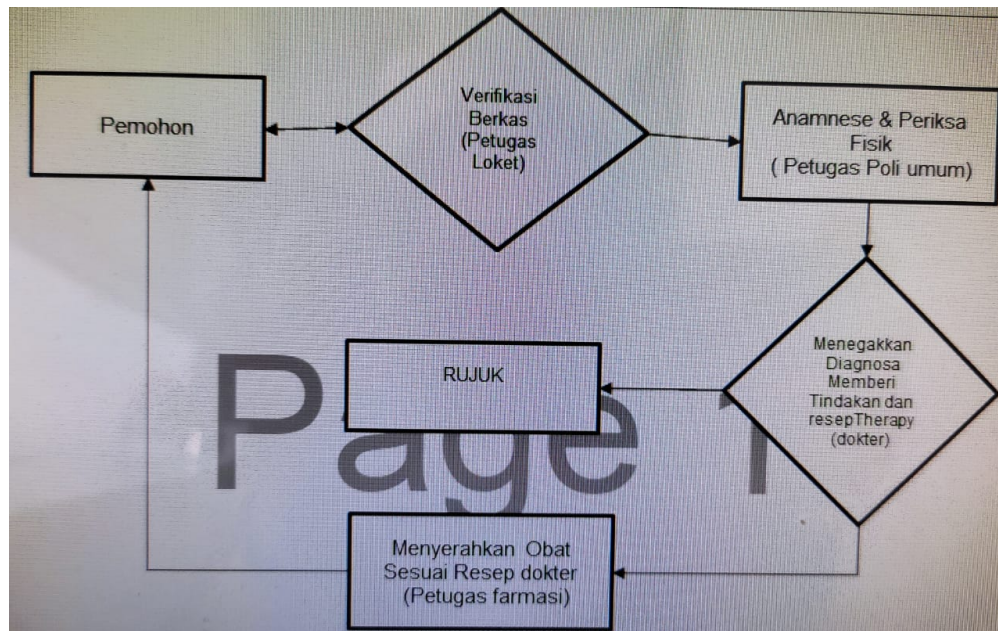 Pemohon
Verifikasi
Berkas
(Petugas
Loket)
Anamnese & Periksa
Fisik
( Petugas Poli umum)
Menegakkan
Diagnosa
Memberi
Tindakan dan
resepTherapy
(dokter)
RUJUK
Page 1
Menyerahkan Obat
Sesuai Resep dokter
(Petugas farmasi)